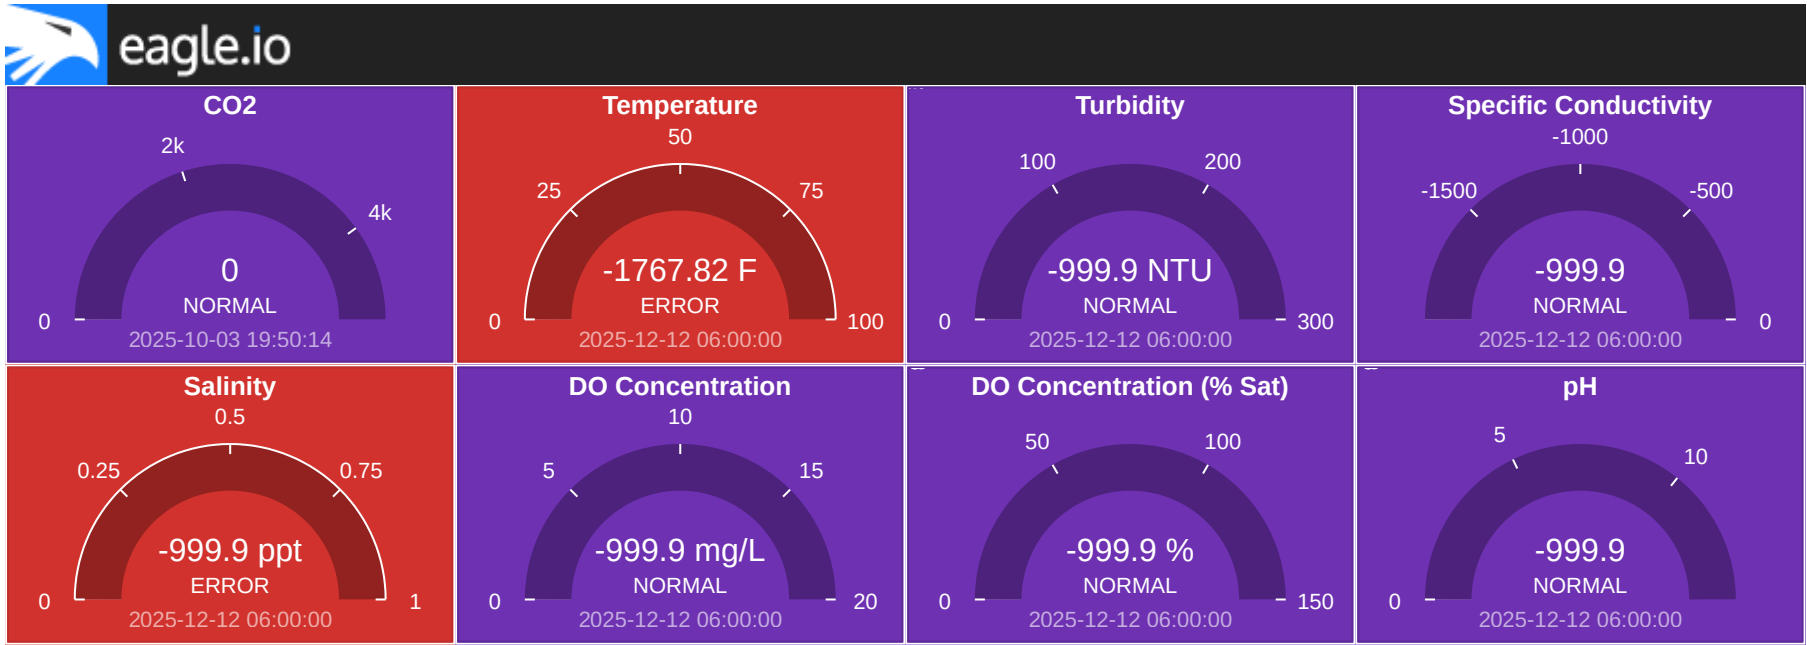 eagle.io
CO2
2k
4k
0
NORMAL
0
2025-10-03 19:50:14
Temperature
50
25
75
-1767.82 F
ERROR
0
100
2025-12-12 06:00:00
Turbidity
100
200
-999.9 NTU
NORMAL
0
300
2025-12-12 06:00:00
Specific Conductivity
-1000
-1500
-500
-999.9
NORMAL
0
2025-12-12 06:00:00
Salinity
0.5
0.25
0.75
-999.9 ppt
ERROR
0
1
2025-12-12 06:00:00
DO Concentration
10
5
15
-999.9 mg/L
NORMAL
0
20
2025-12-12 06:00:00
DO Concentration (% Sat)
50
100
-999.9 %
NORMAL
0
150
2025-12-12 06:00:00
pH
5
10
-999.9
NORMAL
0
2025-12-12 06:00:00